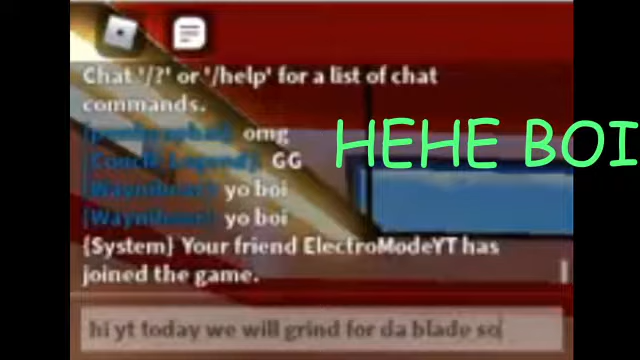 Chat '/?' or '/help' for a list of chat
commands.
omg
HEHE BOI
GG
yo boi
yo boi
{System} Your friend ElectroModeYT has
joined the game.
hi yt today we will grind for da blade so